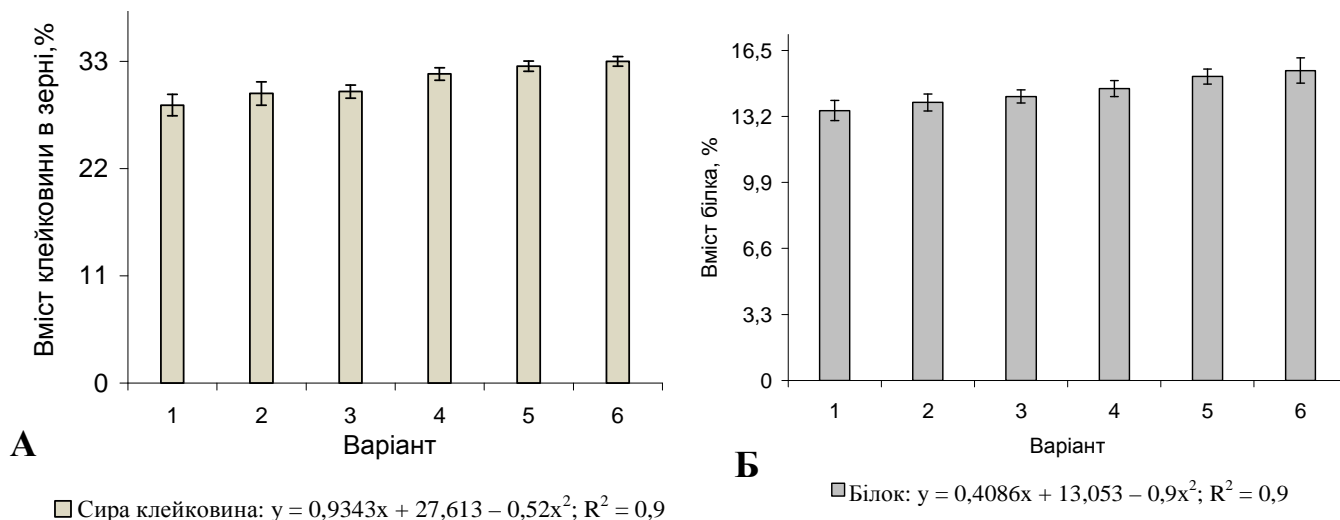 Вміст клейковини в зерні,%
33
22
11
0
1 2 3 4 5 6
Варіант
А
Сира клейковина: y = 0,9343x + 27,613 – 0,52x²; R² = 0,9
Вміст білка, %
16,5
13,2
9,9
6,6
3,3
0
1 2 3 4 5 6
Варіант
Б
Білок: y = 0,4086x + 13,053 – 0,9x²; R² = 0,9